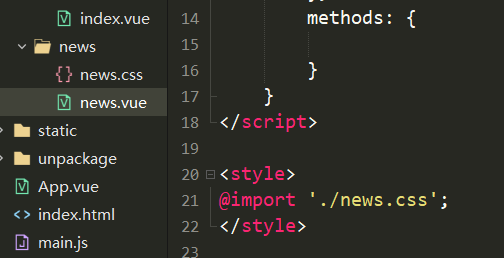 index.vue
news
news.css
news.vue
static
unpackage
App.vue
index.html
main.js
14 methods: {
15
16 }
17 }
18 </script>
19
20 <style>
21 @import './news.css';
22 </style>
23